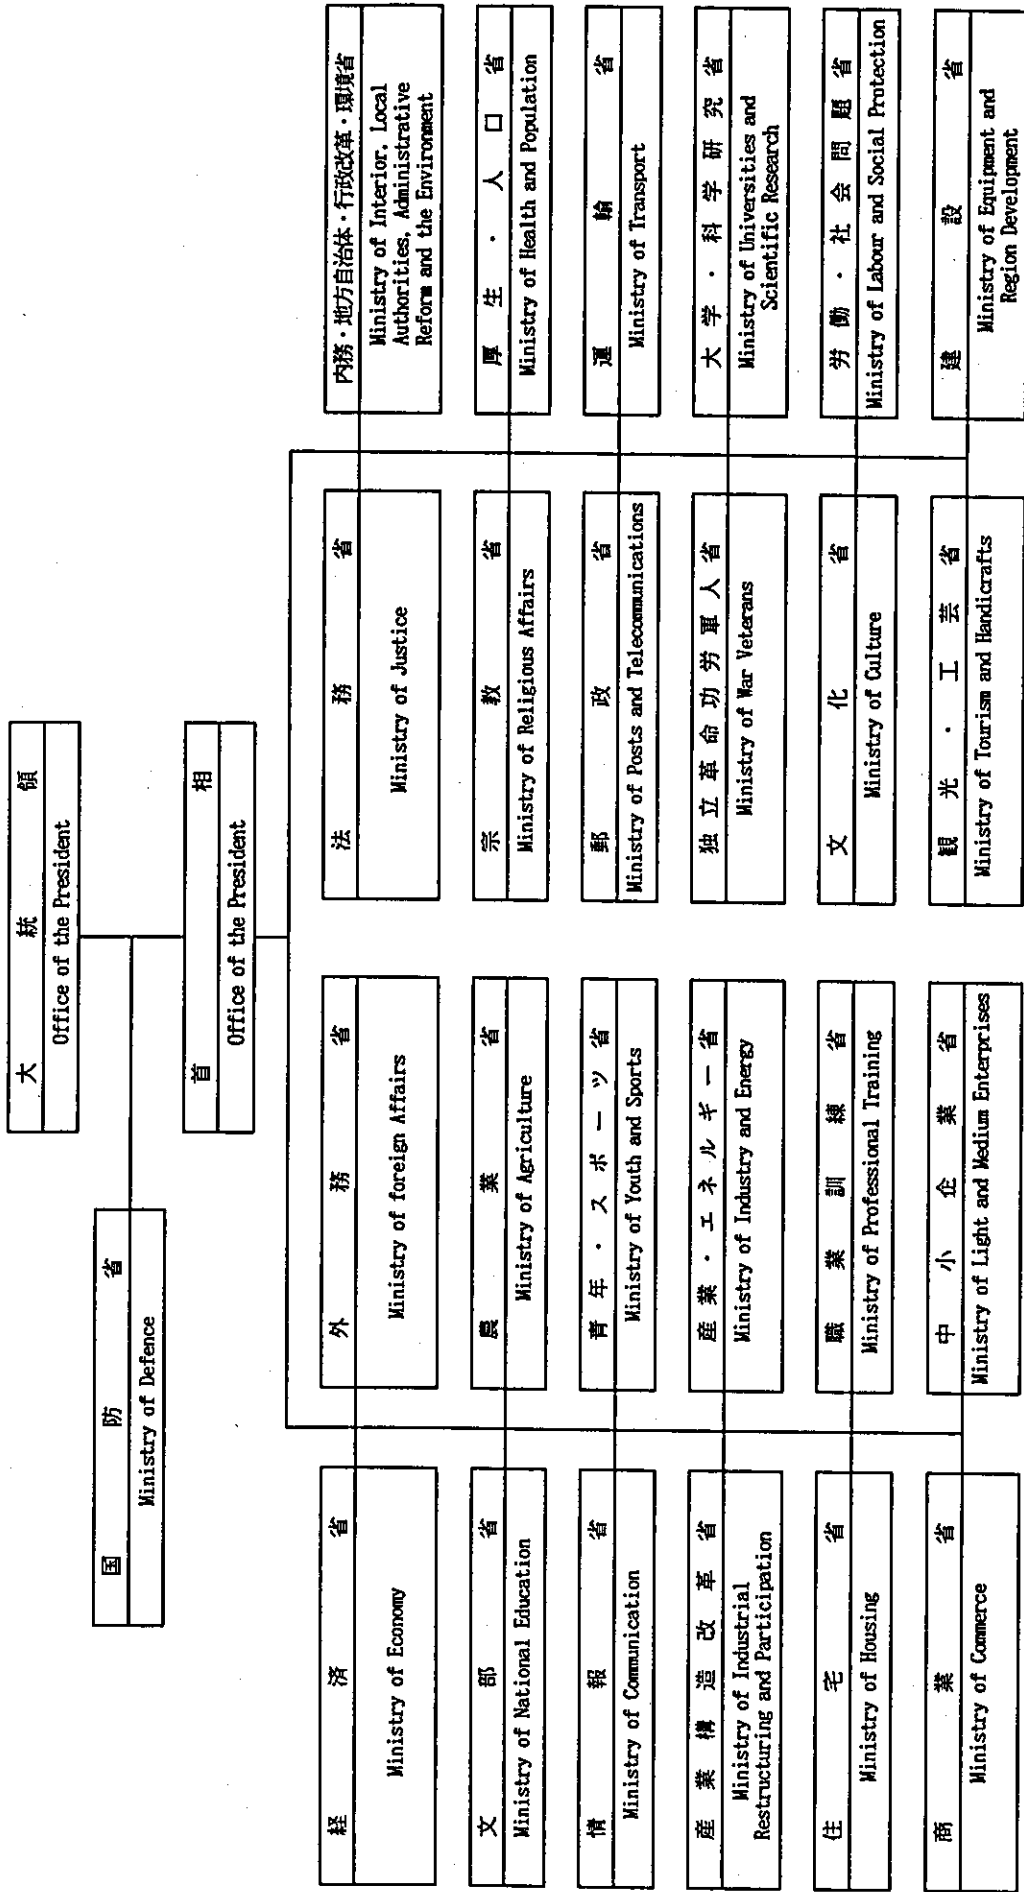 大統領
Office of the President
国防省
Ministry of Defence
首相
Office of the President
経済省
Ministry of Economy
外務省
Ministry of foreign Affairs
法務省
Ministry of Justice
内務・地方自治体・行政改革・環境省
Ministry of Interior, Local
Authorities, Administrative
Reform and the Environment
文部省
Ministry of National Education
農業省
Ministry of Agriculture
宗教省
Ministry of Religious Affairs
厚生・人口省
Ministry of Health and Population
情報省
Ministry of Communication
青年・スポーツ省
Ministry of Youth and Sports
郵政省
Ministry of Posts and Telecommunications
運輸省
Ministry of Transport
産業構造改革省
Ministry of Industrial
Restructuring and Participation
産業・エネルギー省
Ministry of Industry and Energy
独立革命功労軍人省
Ministry of War Veterans
大学・科学研究省
Ministry of Universities and
Scientific Research
住宅省
Ministry of Housing
職業訓練省
Ministry of Professional Training
文化省
Ministry of Culture
労働・社会問題省
Ministry of Labour and Social Protection
商業省
Ministry of Commerce
中小企業省
Ministry of Light and Medium Enterprises
観光・工芸省
Ministry of Tourism and Handicrafts
建設省
Ministry of Equipment and
Region Development